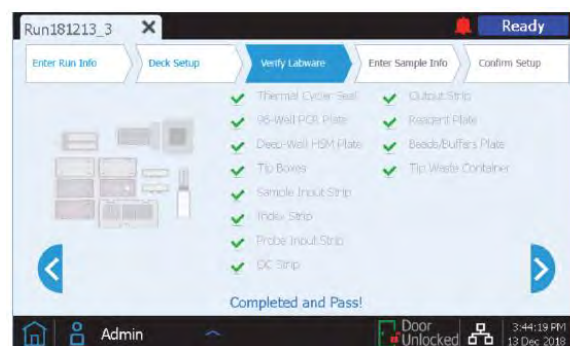 Run181213_3
Ready
Enter Run Info
Deck Setup
Verify Labware
Enter Sample Info
Confirm Setup
Thermal Cycler Seal
96-Well PCR Plate
Deep-Well HSM Plate
Tip Boxes
Sample Input Strip
Index Strip
Probe Input Strip
QC Strip
Output Strip
Reagent Plate
Beads/Buffers Plate
Tip Waste Container
Completed and Pass!
Admin
Door
Unlocked
3:44:19 PM
13 Dec 2018